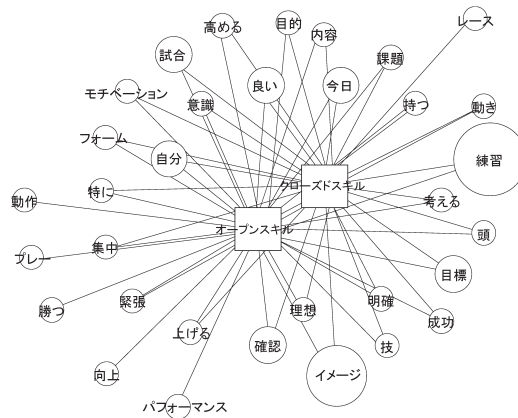 レース
高める
目的
内容
試合
課題
良い
今日
モチベーション
意識
持つ
動き
フォーム
自分
練習
クローズドスキル
特に
動作
考える
オープンスキル
頭
集中
プレー
目標
緊張
明確
勝つ
理想
成功
上げる
確認
技
向上
イメージ
パフォーマンス